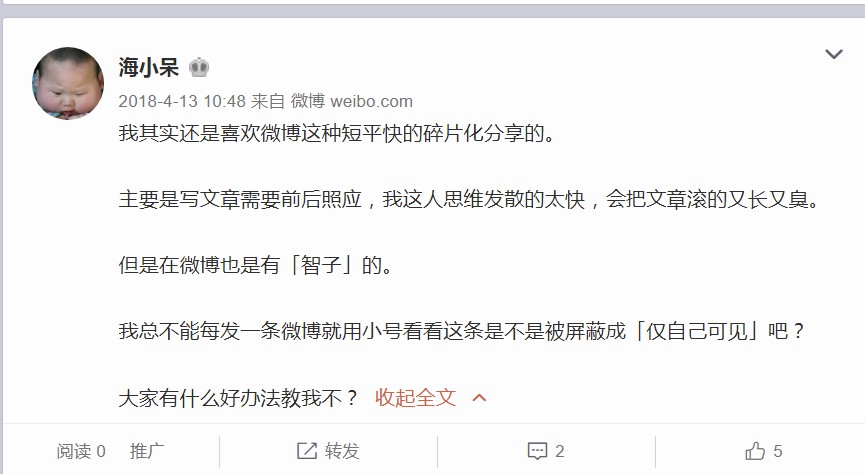 海小呆
2018-4-13 10:48 来自 微博 weibo.com
我其实还是喜欢微博这种短平快的碎片化分享的。
主要是写文章需要前后照应，我这人思维发散的太快，会把文章滚的又长又臭。
但是在微博也是有「智子」的。
我总不能每发一条微博就用小号看看这条是不是被屏蔽成「仅自己可见」吧？
大家有什么好办法教我不？ 收起全文
阅读 0 推广 转发 2 5